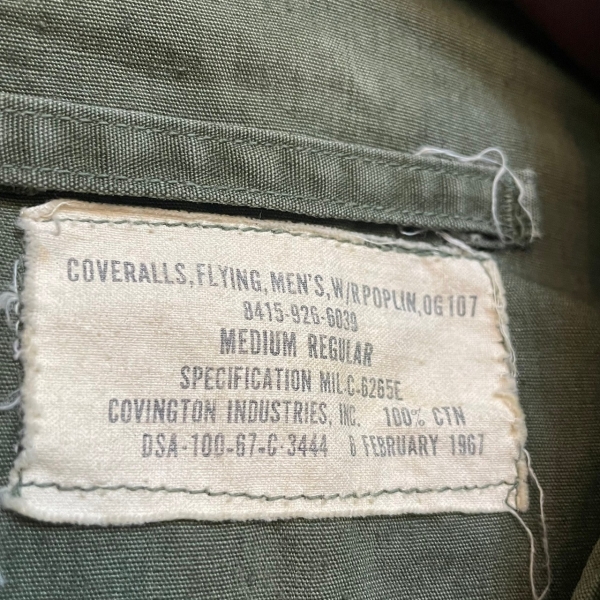 COVERALLS, FLYING, MEN'S, W/R POPLIN, OG 107
8415-926-6039
MEDIUM REGULAR
SPECIFICATION MIL-C-6265E
COVINGTON INDUSTRIES, INC. 100% CTN
DSA-100-67-C-3444 6 FEBRUARY 1967